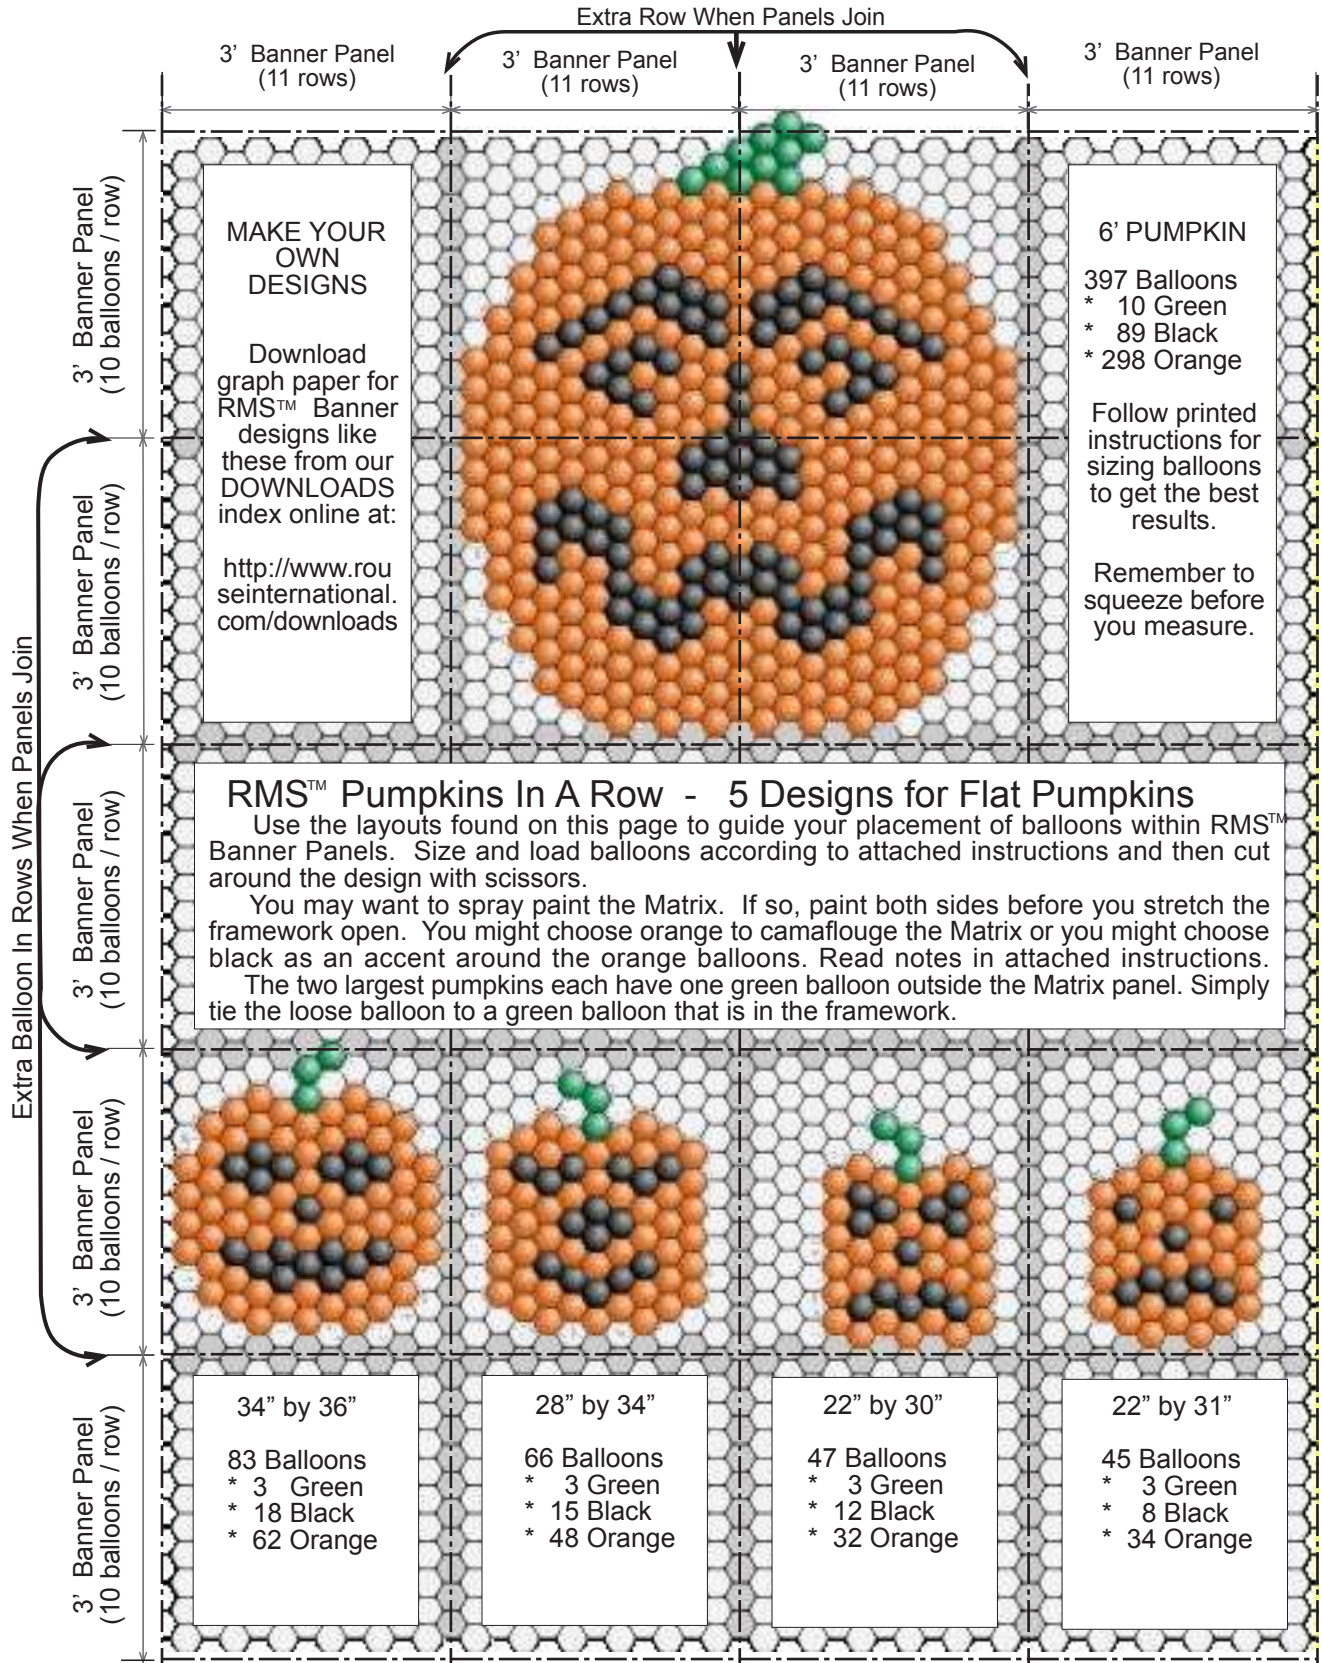 Extra Row When Panels Join
3’ Banner Panel
(11 rows)
3’ Banner Panel
(11 rows)
3’ Banner Panel
(11 rows)
3’ Banner Panel
(11 rows)
3’ Banner Panel
(10 balloons / row)
3’ Banner Panel
(10 balloons / row)
3’ Banner Panel
(10 balloons / row)
3’ Banner Panel
(10 balloons / row)
3’ Banner Panel
(10 balloons / row)
Extra Balloon In Rows When Panels Join
MAKE YOUR
OWN
DESIGNS
Download
graph paper for
RMS™ Banner
designs like
these from our
DOWNLOADS
index online at:
http://www.rou
seinternational.
com/downloads
6’ PUMPKIN
397 Balloons
* 10 Green
* 89 Black
* 298 Orange
Follow printed
instructions for
sizing balloons
to get the best
results.
Remember to
squeeze before
you measure.
RMS™ Pumpkins In A Row - 5 Designs for Flat Pumpkins
Use the layouts found on this page to guide your placement of balloons within RMS™
Banner Panels. Size and load balloons according to attached instructions and then cut
around the design with scissors.
You may want to spray paint the Matrix. If so, paint both sides before you stretch the
framework open. You might choose orange to camaflouge the Matrix or you might choose
black as an accent around the orange balloons. Read notes in attached instructions.
The two largest pumpkins each have one green balloon outside the Matrix panel. Simply
tie the loose balloon to a green balloon that is in the framework.
34” by 36”
83 Balloons
* 3 Green
* 18 Black
* 62 Orange
28” by 34”
66 Balloons
* 3 Green
* 15 Black
* 48 Orange
22” by 30”
47 Balloons
* 3 Green
* 12 Black
* 32 Orange
22” by 31”
45 Balloons
* 3 Green
* 8 Black
* 34 Orange